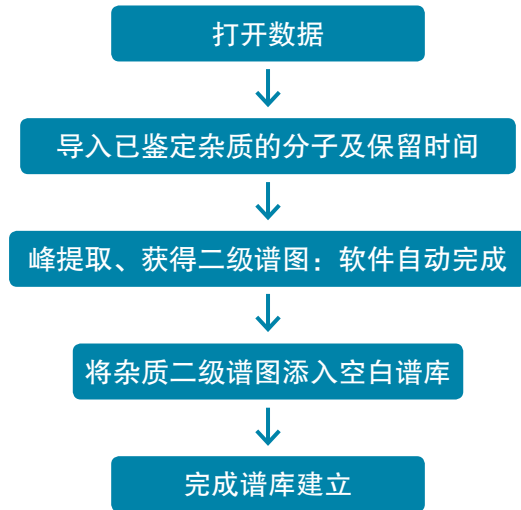 打开数据
导入已鉴定杂质的分子及保留时间
峰提取、获得二级谱图：软件自动完成
将杂质二级谱图添入空白谱库
完成谱库建立